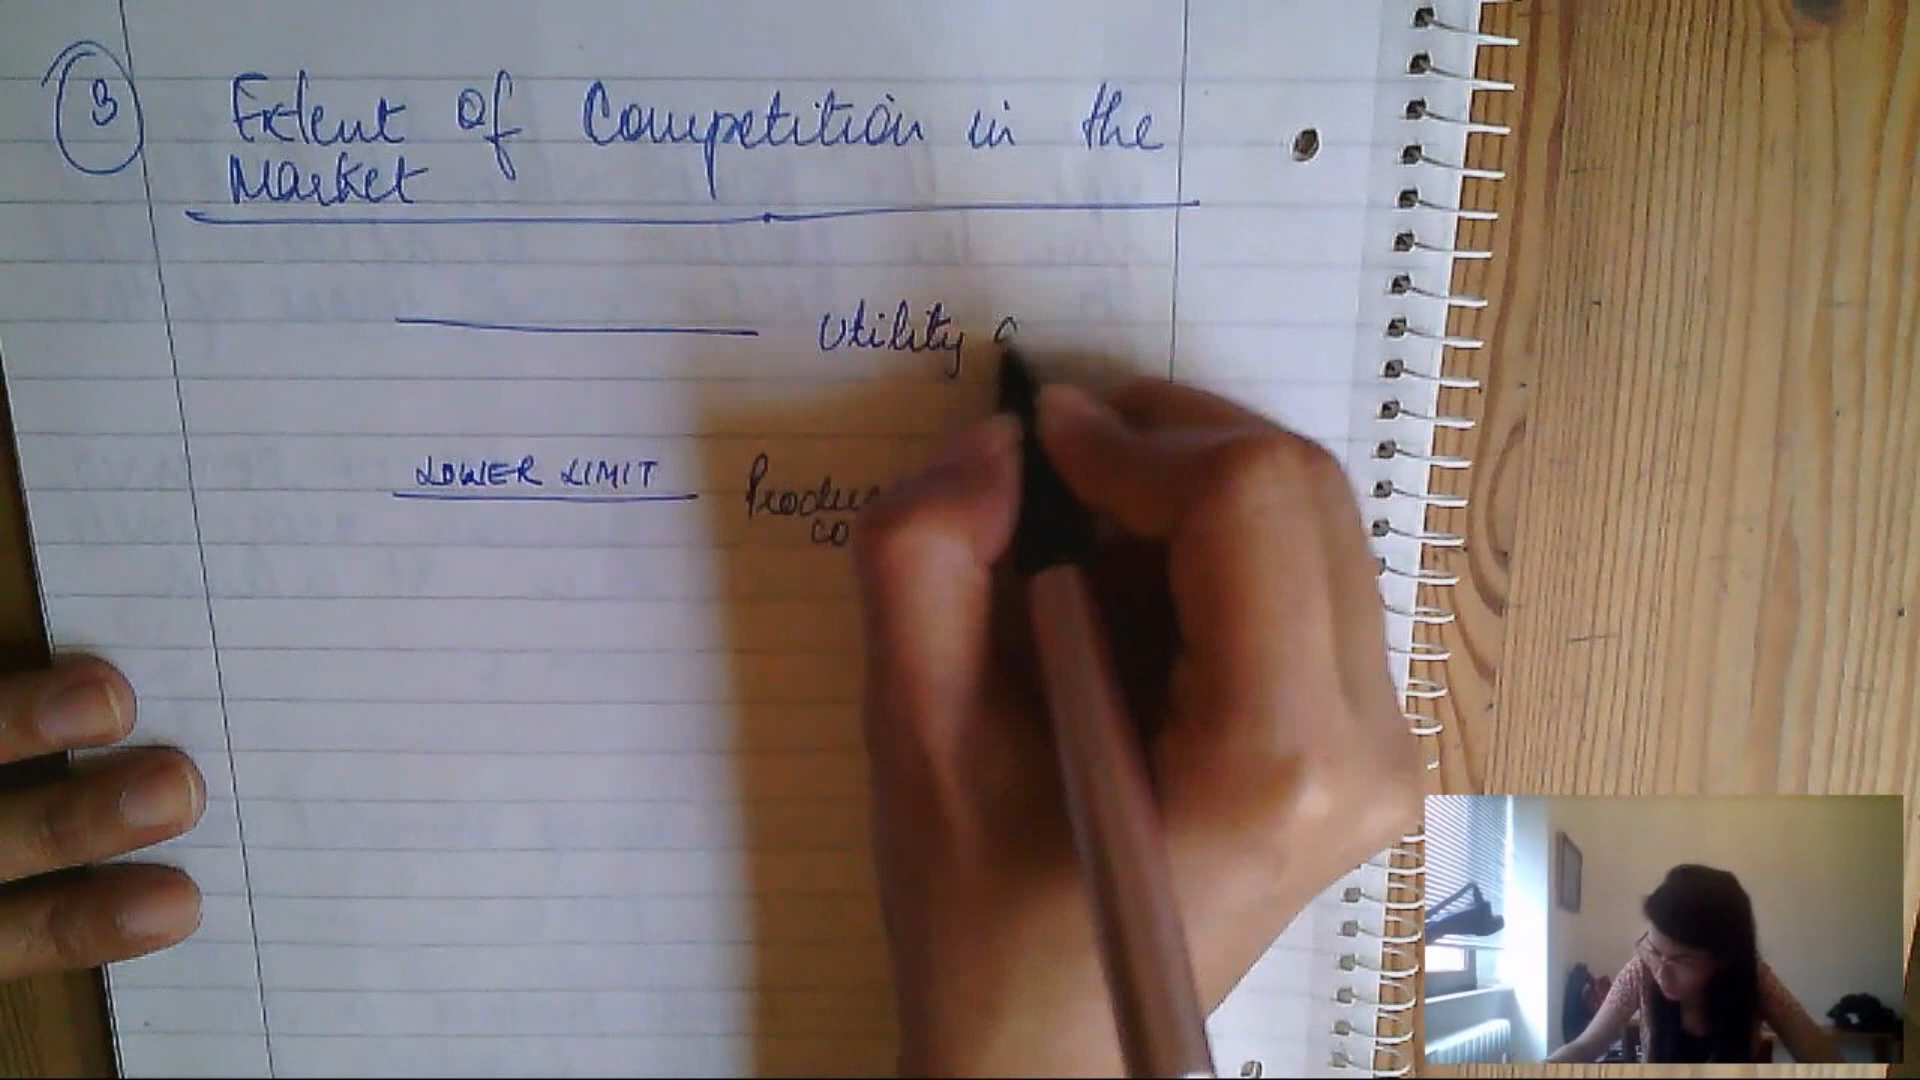 3 Extent Of Competition in the
Market
Utility
LOWER LIMIT